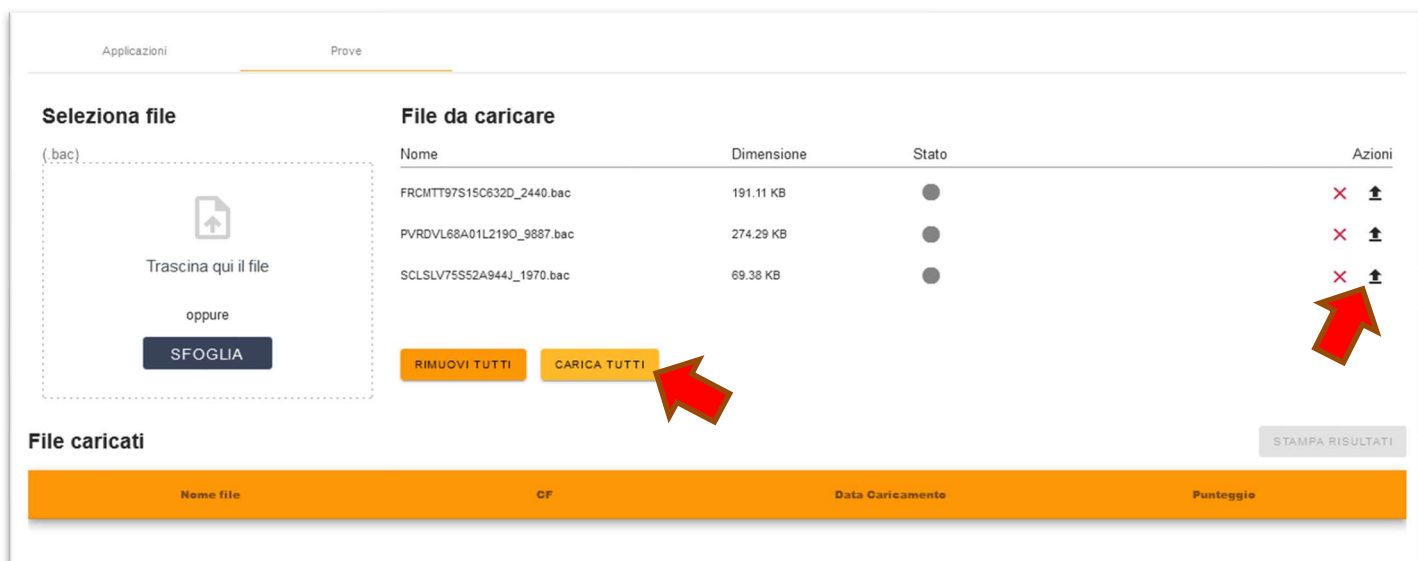 Applicazioni Prove
Seleziona file
(.bac)
Trascina qui il file
oppure
SFOGLIA
File da caricare
Nome Dimensione Stato Azioni
FRCMTT97S15C632D_2440.bac 191.11 KB
PVRDVL68A01L219O_9887.bac 274.29 KB
SCLSLV75S52A944J_1970.bac 69.38 KB
RIMUOVI TUTTI CARICA TUTTI
File caricati
STAMPA RISULTATI
Nome file CF Data Caricamento Punteggio